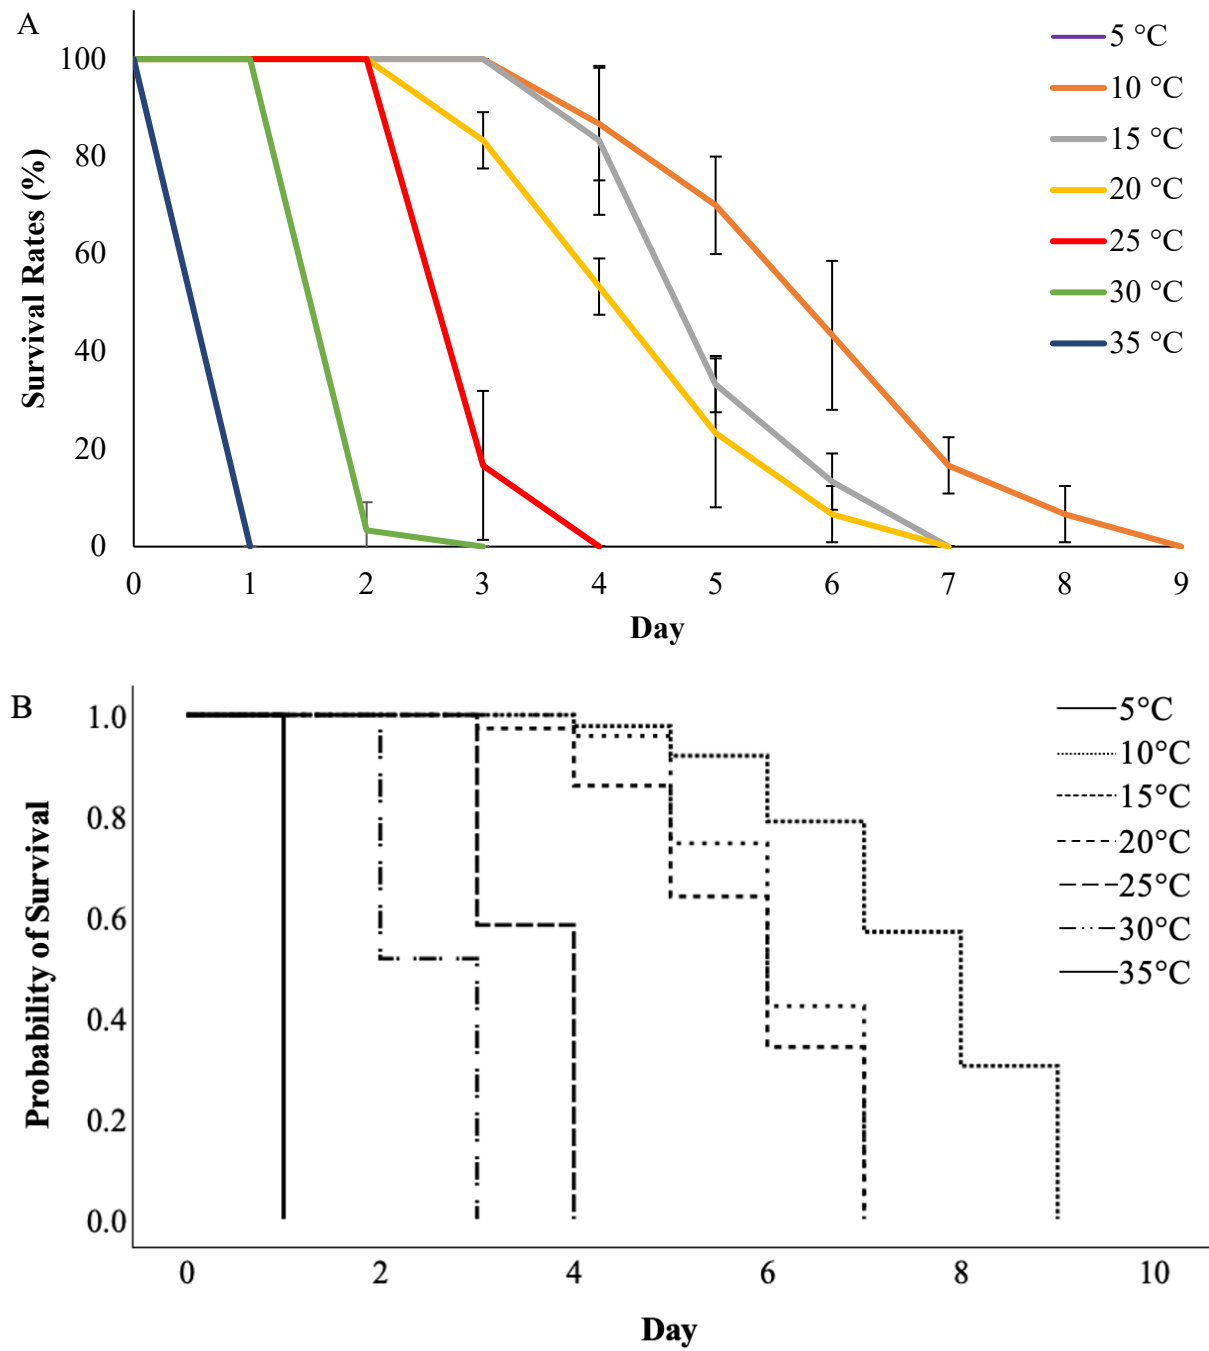 A
5 °C
10 °C
15 °C
20 °C
25 °C
30 °C
35 °C
Survival Rates (%)
100
80
60
40
20
0
0 1 2 3 4 5 6 7 8 9
Day
B
5°C
10°C
15°C
20°C
25°C
30°C
35°C
Probability of Survival
1.0
0.8
0.6
0.4
0.2
0.0
0 2 4 6 8 10
Day